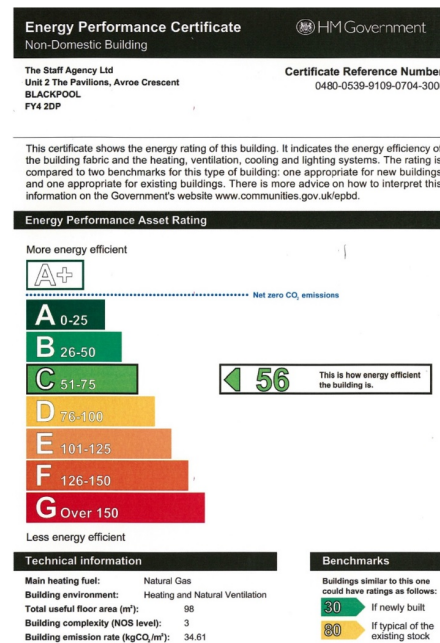 Energy Performance Certificate
Non-Domestic Building
HM Government
The Staff Agency Ltd
Unit 2 The Pavilions, Avroe Crescent
BLACKPOOL
FY4 2DP
Certificate Reference Number
0480-0539-9109-0704-300
This certificate shows the energy rating of this building. It indicates the energy efficiency of
the building fabric and the heating, ventilation, cooling and lighting systems. The rating is
compared to two benchmarks for this type of building: one appropriate for new buildings
and one appropriate for existing buildings. There is more advice on how to interpret this
information on the Government's website www.communities.gov.uk/epbd.
Energy Performance Asset Rating
More energy efficient
A+
Net zero CO₂ emissions
A 0-25
B 26-50
C 51-75
56
This is how energy efficient
the building is.
D 76-100
E 101-125
F 126-150
G Over 150
Less energy efficient
Technical information
Main heating fuel: Natural Gas
Building environment: Heating and Natural Ventilation
Total useful floor area (m²): 98
Building complexity (NOS level): 3
Building emission rate (kgCO₂/m²): 34.61
Benchmarks
Buildings similar to this one
could have ratings as follows:
30 If newly built
80 If typical of the
existing stock